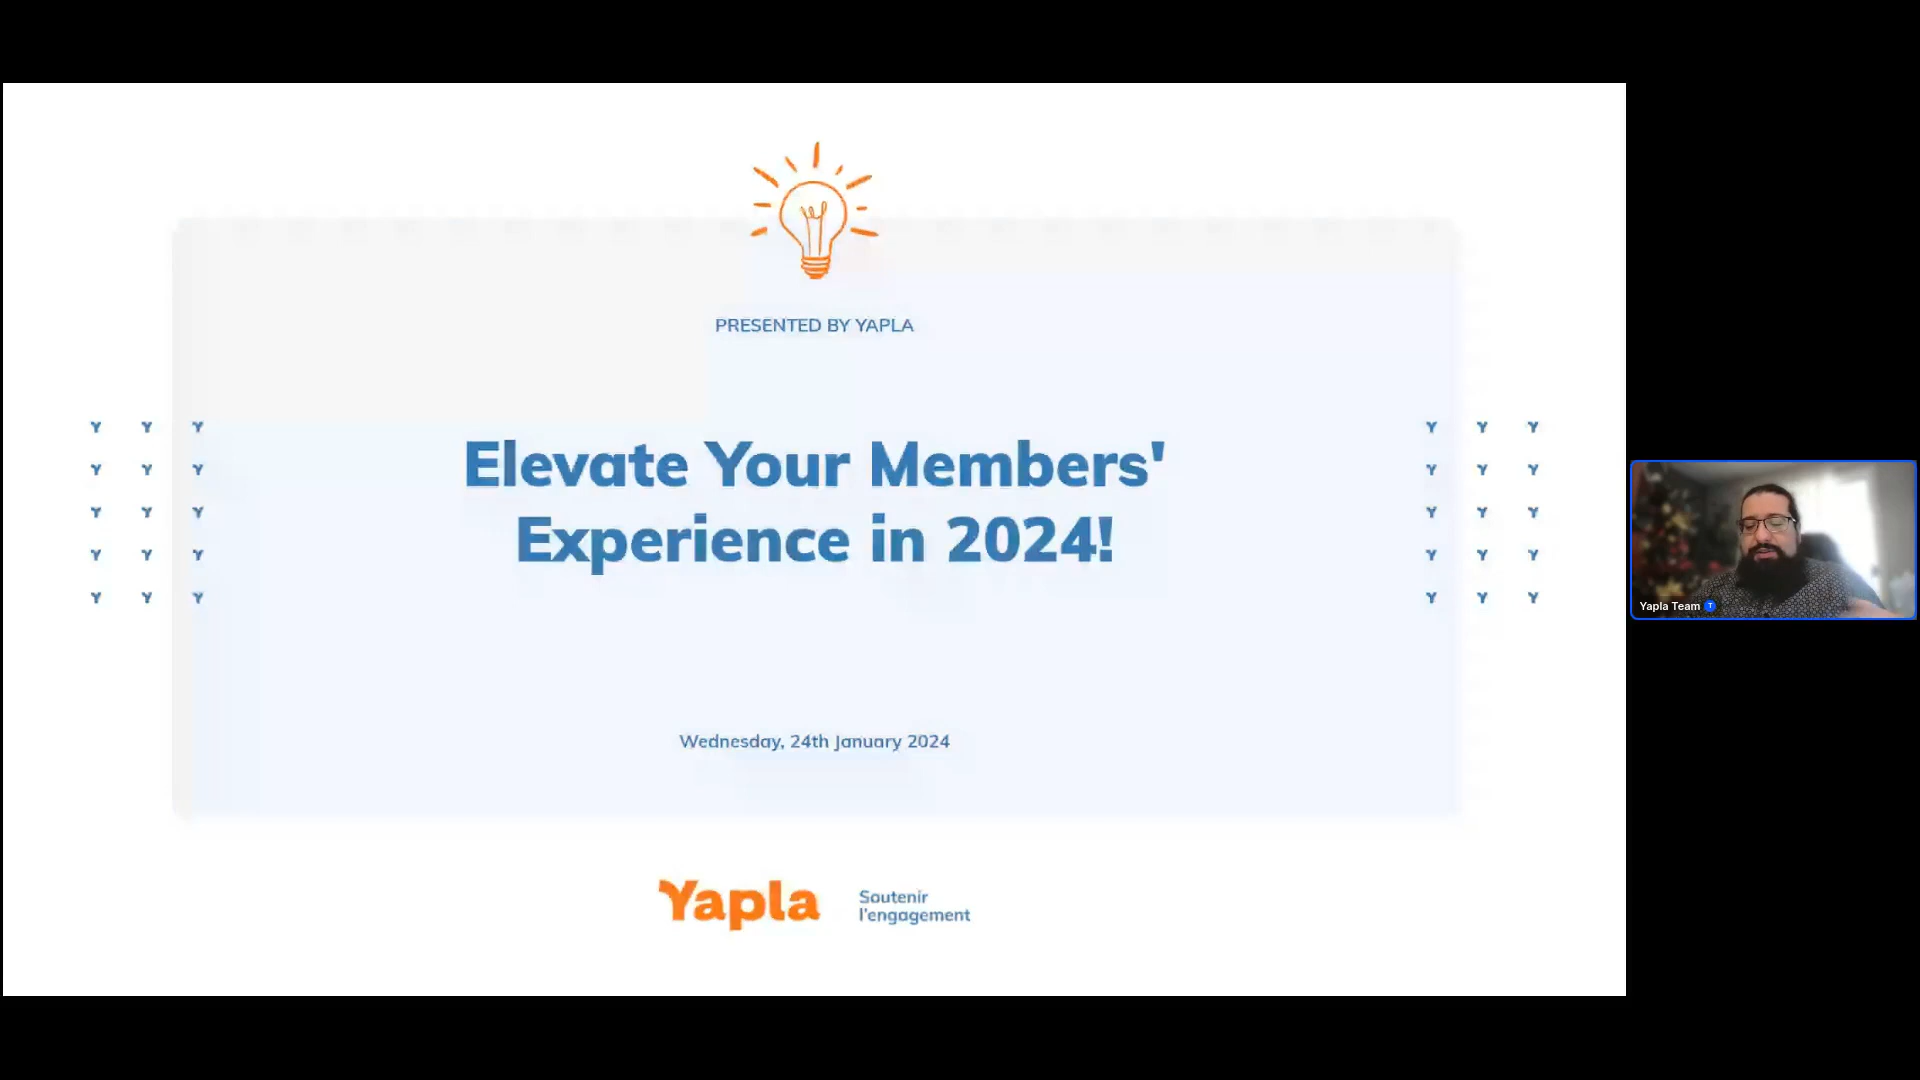 PRESENTED BY YAPLA
Elevate Your Members'
Experience in 2024!
Wednesday, 24th January 2024
Yapla
Soutenir
l'engagement
Yapla Team T